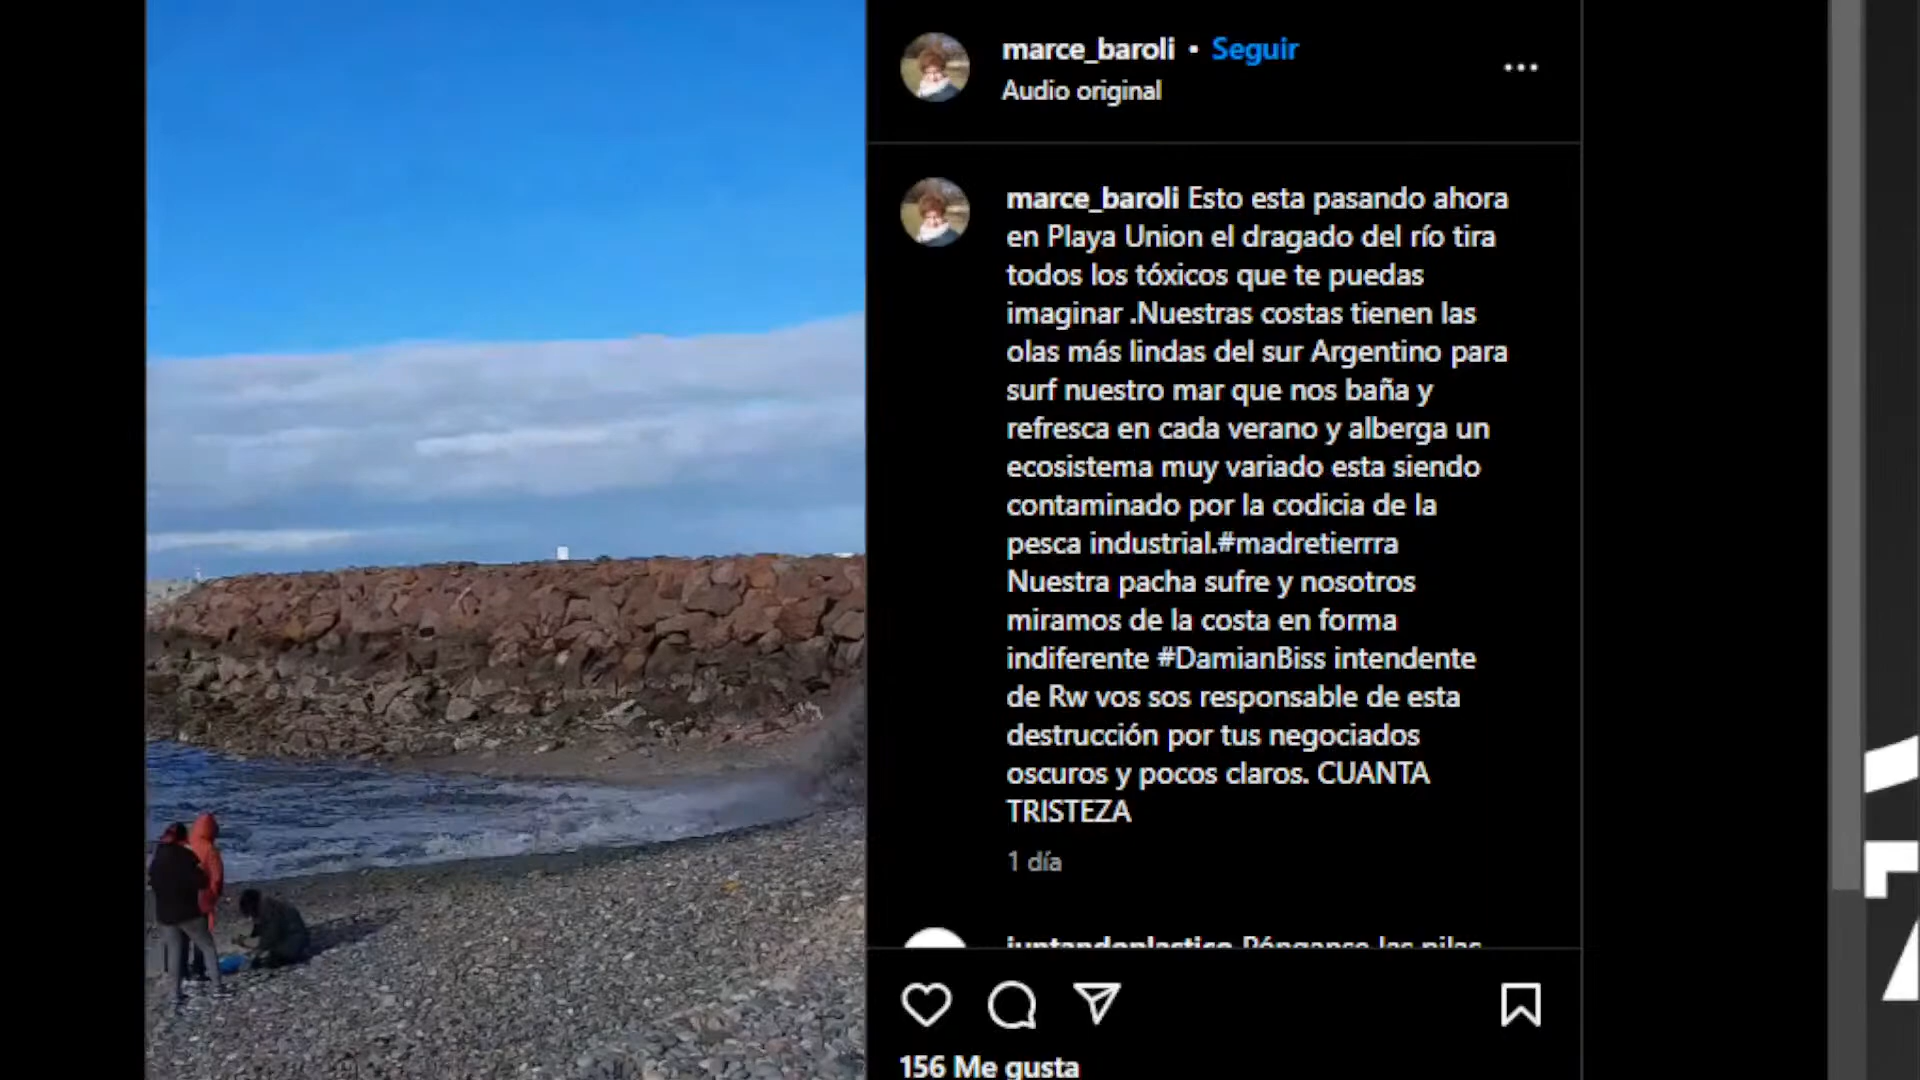 marce_baroli • Seguir
Audio original
marce_baroli Esto esta pasando ahora
en Playa Union el dragado del río tira
todos los tóxicos que te puedas
imaginar .Nuestras costas tienen las
olas más lindas del sur Argentino para
surf nuestro mar que nos baña y
refresca en cada verano y alberga un
ecosistema muy variado esta siendo
contaminado por la codicia de la
pesca industrial.#madretierrra
Nuestra pacha sufre y nosotros
miramos de la costa en forma
indiferente #DamianBiss intendente
de Rw vos sos responsable de esta
destrucción por tus negociados
oscuros y pocos claros. CUANTA
TRISTEZA
1 día
juntandoplastico Pónganse las pilas
156 Me gusta